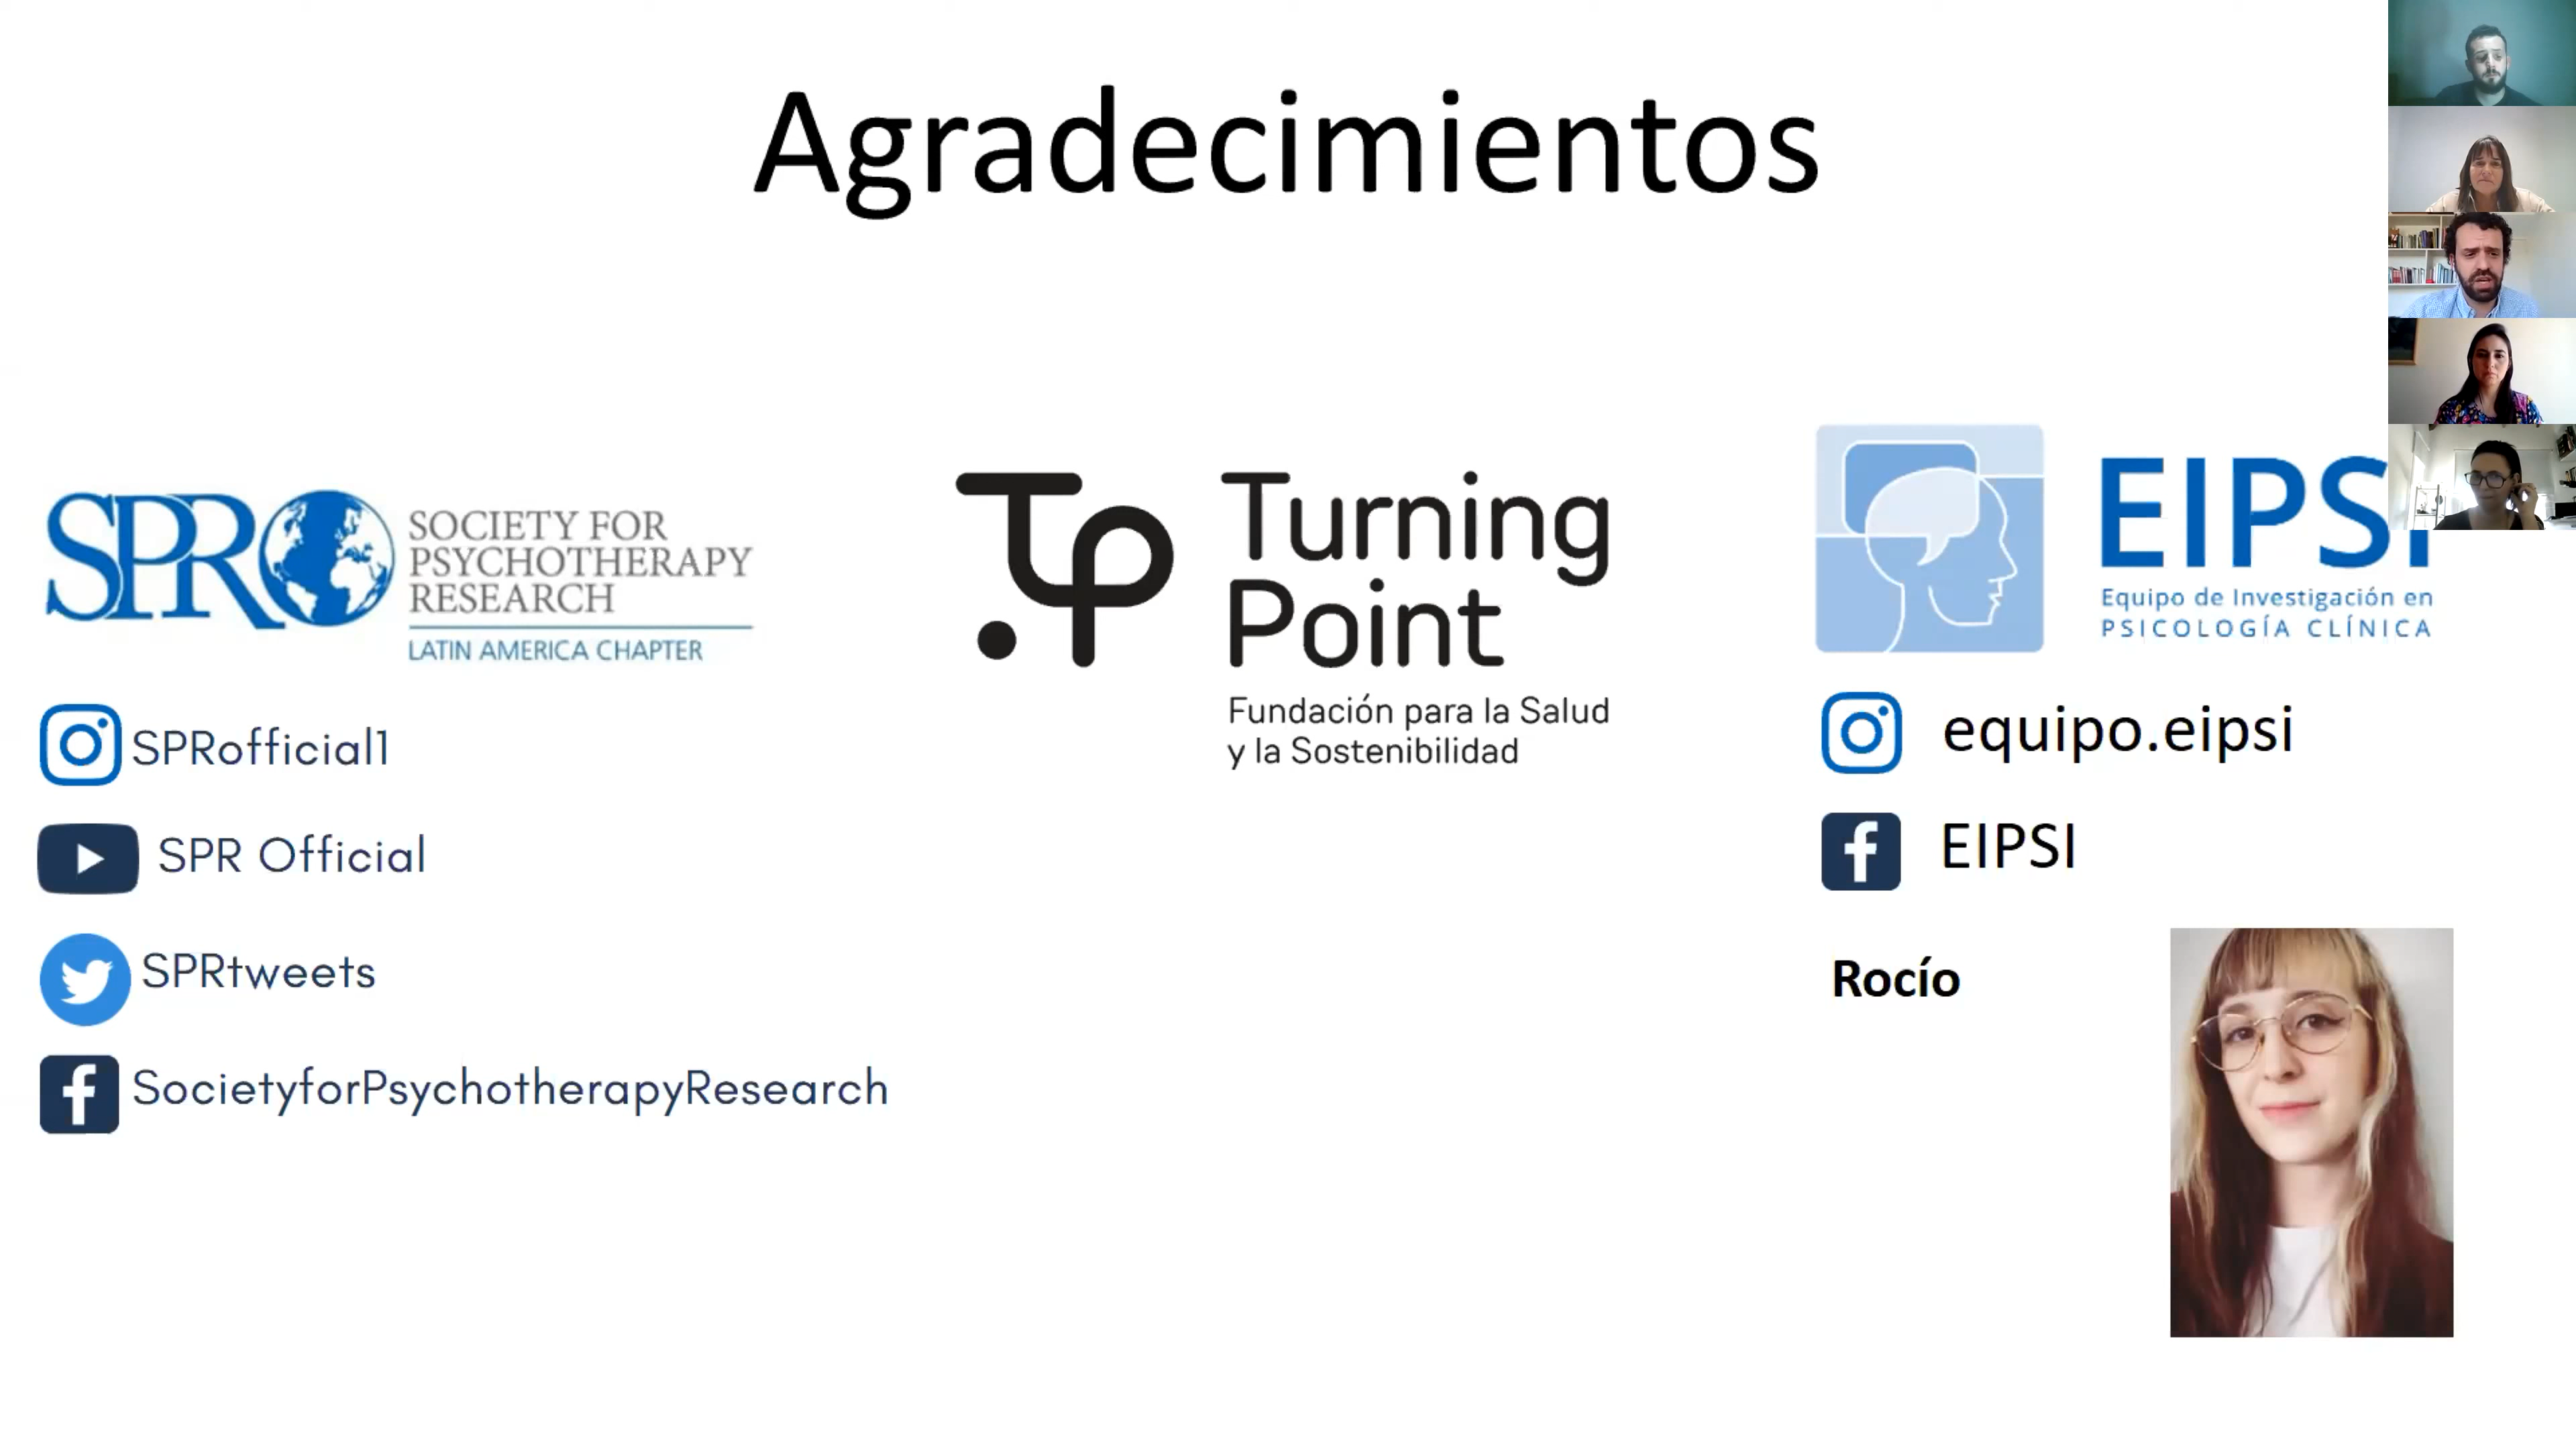 Agradecimientos
SPR
SOCIETY FOR
PSYCHOTHERAPY
RESEARCH
LATIN AMERICA CHAPTER
SPRofficial1
SPR Official
SPRtweets
SocietyforPsychotherapyResearch
Turning
Point
Fundación para la Salud
y la Sostenibilidad
EIPSI
Equipo de Investigación en
PSICOLOGÍA CLÍNICA
equipo.eipsi
EIPSI
Rocío